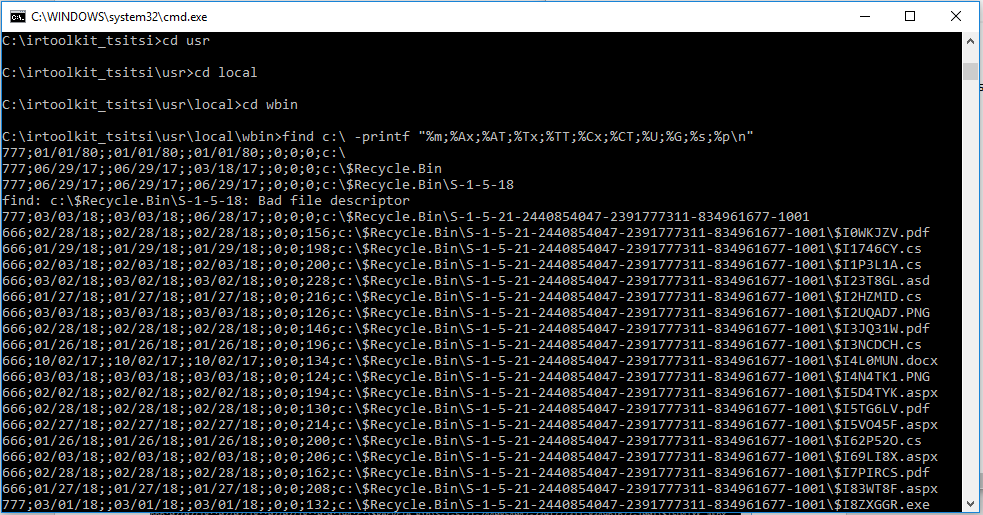 C:\WINDOWS\system32\cmd.exe
C:\irtoolkit_tsitsi>cd usr
C:\irtoolkit_tsitsi\usr>cd local
C:\irtoolkit_tsitsi\usr\local>cd wbin
C:\irtoolkit_tsitsi\usr\local\wbin>find c:\ -printf "%m;%Ax;%AT;%Tx;%TT;%Cx;%CT;%U;%G;%s;%p\n"
777;01/01/80;;01/01/80;;01/01/80;;0;0;0;c:\
777;06/29/17;;06/29/17;;03/18/17;;0;0;0;c:\$Recycle.Bin
777;06/29/17;;06/29/17;;06/29/17;;0;0;0;c:\$Recycle.Bin\S-1-5-18
find: c:\$Recycle.Bin\S-1-5-18: Bad file descriptor
777;03/03/18;;03/03/18;;06/28/17;;0;0;0;c:\$Recycle.Bin\S-1-5-21-2440854047-2391777311-834961677-1001
666;02/28/18;;02/28/18;;02/28/18;;0;0;156;c:\$Recycle.Bin\S-1-5-21-2440854047-2391777311-834961677-1001\$I0WKJZV.pdf
666;01/29/18;;01/29/18;;01/29/18;;0;0;198;c:\$Recycle.Bin\S-1-5-21-2440854047-2391777311-834961677-1001\$I1746CY.cs
666;02/03/18;;02/03/18;;02/03/18;;0;0;200;c:\$Recycle.Bin\S-1-5-21-2440854047-2391777311-834961677-1001\$I1P3L1A.cs
666;03/02/18;;03/02/18;;03/02/18;;0;0;228;c:\$Recycle.Bin\S-1-5-21-2440854047-2391777311-834961677-1001\$I23T8GL.asd
666;01/27/18;;01/27/18;;01/27/18;;0;0;216;c:\$Recycle.Bin\S-1-5-21-2440854047-2391777311-834961677-1001\$I2HZMID.cs
666;03/03/18;;03/03/18;;03/03/18;;0;0;126;c:\$Recycle.Bin\S-1-5-21-2440854047-2391777311-834961677-1001\$I2UQAD7.PNG
666;02/28/18;;02/28/18;;02/28/18;;0;0;146;c:\$Recycle.Bin\S-1-5-21-2440854047-2391777311-834961677-1001\$I3JQ31W.pdf
666;01/26/18;;01/26/18;;01/26/18;;0;0;196;c:\$Recycle.Bin\S-1-5-21-2440854047-2391777311-834961677-1001\$I3NCDCH.cs
666;10/02/17;;10/02/17;;10/02/17;;0;0;134;c:\$Recycle.Bin\S-1-5-21-2440854047-2391777311-834961677-1001\$I4L0MUN.docx
666;03/03/18;;03/03/18;;03/03/18;;0;0;124;c:\$Recycle.Bin\S-1-5-21-2440854047-2391777311-834961677-1001\$I4N4TK1.PNG
666;02/02/18;;02/02/18;;02/02/18;;0;0;194;c:\$Recycle.Bin\S-1-5-21-2440854047-2391777311-834961677-1001\$I5D4TYK.aspx
666;02/28/18;;02/28/18;;02/28/18;;0;0;130;c:\$Recycle.Bin\S-1-5-21-2440854047-2391777311-834961677-1001\$I5TG6LV.pdf
666;02/27/18;;02/27/18;;02/27/18;;0;0;214;c:\$Recycle.Bin\S-1-5-21-2440854047-2391777311-834961677-1001\$I5VO45F.aspx
666;01/26/18;;01/26/18;;01/26/18;;0;0;200;c:\$Recycle.Bin\S-1-5-21-2440854047-2391777311-834961677-1001\$I62P52O.cs
666;02/03/18;;02/03/18;;02/03/18;;0;0;206;c:\$Recycle.Bin\S-1-5-21-2440854047-2391777311-834961677-1001\$I69LI8X.aspx
666;02/28/18;;02/28/18;;02/28/18;;0;0;162;c:\$Recycle.Bin\S-1-5-21-2440854047-2391777311-834961677-1001\$I7PIRCS.pdf
666;01/27/18;;01/27/18;;01/27/18;;0;0;208;c:\$Recycle.Bin\S-1-5-21-2440854047-2391777311-834961677-1001\$I83WT8F.aspx
777;03/01/18;;03/01/18;;03/01/18;;0;0;132;c:\$Recycle.Bin\S-1-5-21-2440854047-2391777311-834961677-1001\$I8ZXGGR.exe